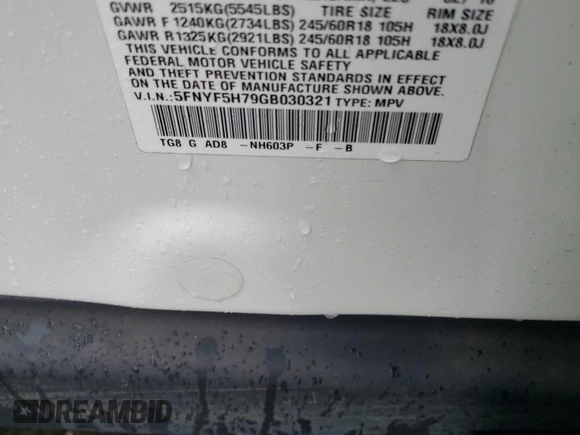 GVWR 2515KG(5545LBS) TIRE SIZE RIM SIZE
GAWR F 1240KG(2734LBS) 245/60R18 105H 18X8.0J
GAWR R 1325KG(2921LBS) 245/60R18 105H 18X8.0J
THIS VEHICLE CONFORMS TO ALL APPLICABLE
FEDERAL MOTOR VEHICLE SAFETY
AND THEFT PREVENTION STANDARDS IN EFFECT
ON THE DATE OF MANUFACTURE SHOWN ABOVE.
V.I.N.:5FNYF5H79GB030321 TYPE: MPV
TG8 G AD8 -NH603P -F -B
DREAMBID